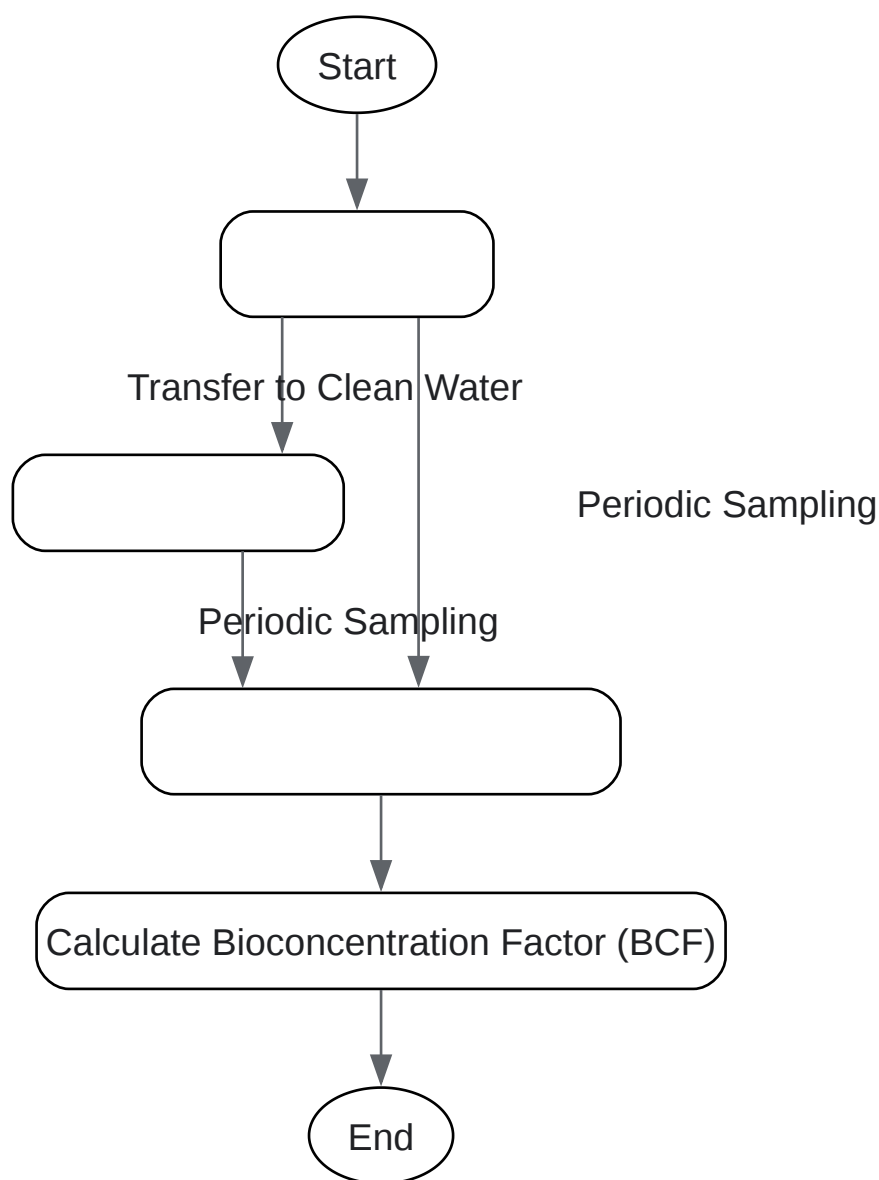 Start
Transfer to Clean Water
Periodic Sampling
Periodic Sampling
Calculate Bioconcentration Factor (BCF)
End